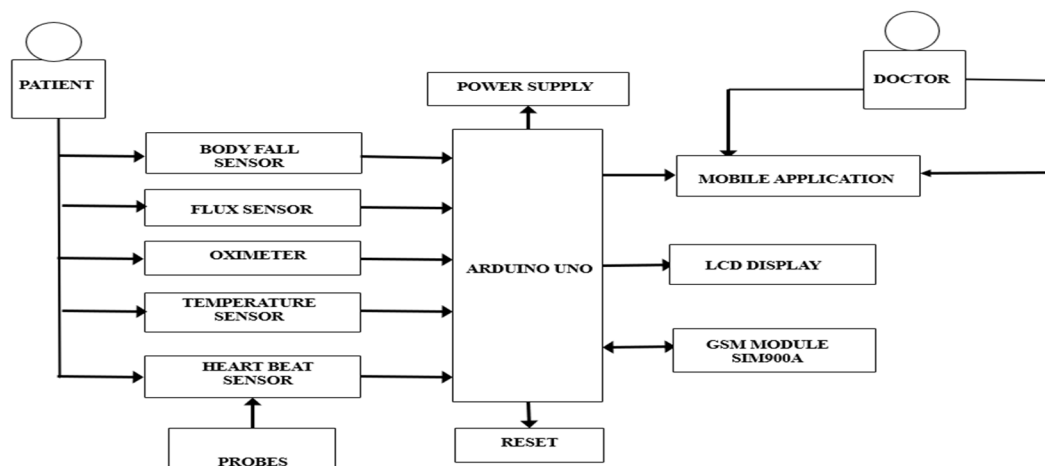 PATIENT
DOCTOR
POWER SUPPLY
BODY FALL
SENSOR
MOBILE APPLICATION
FLUX SENSOR
OXIMETER
ARDUINO UNO
LCD DISPLAY
TEMPERATURE
SENSOR
GSM MODULE
SIM900A
HEART BEAT
SENSOR
RESET
PROBES